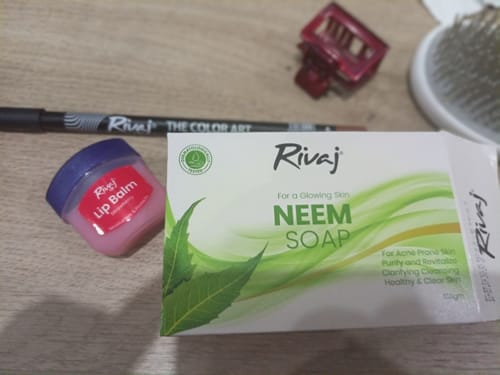 Rivaj THE COLOR ART
Rivaj
LIP Balm
Rivaj
For a Glowing Skin
NEEM
SOAP
For Acne Prone Skin
Purify and Revitalize
Clarifying Cleansing
Healthy & Clear Skin